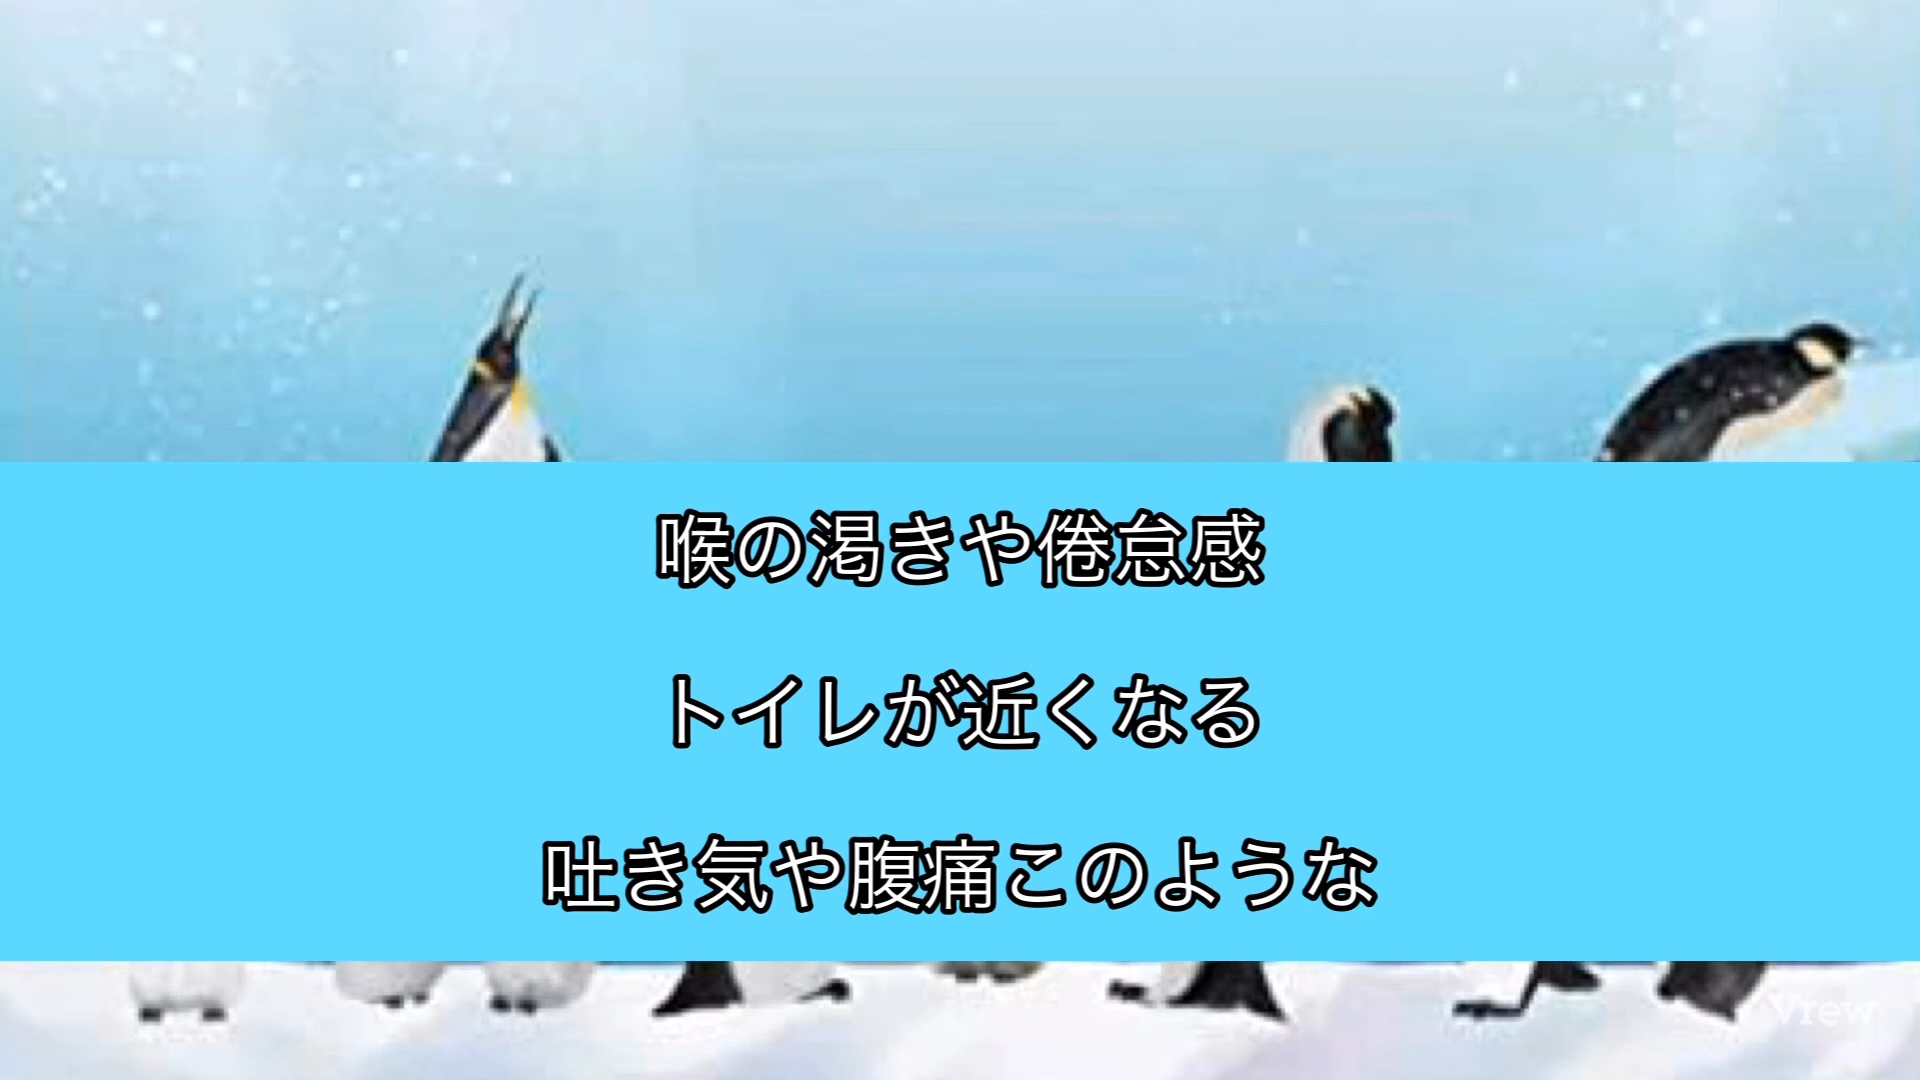 喉の渇きや倦怠感
トイレが近くなる
吐き気や腹痛このような
Vrew